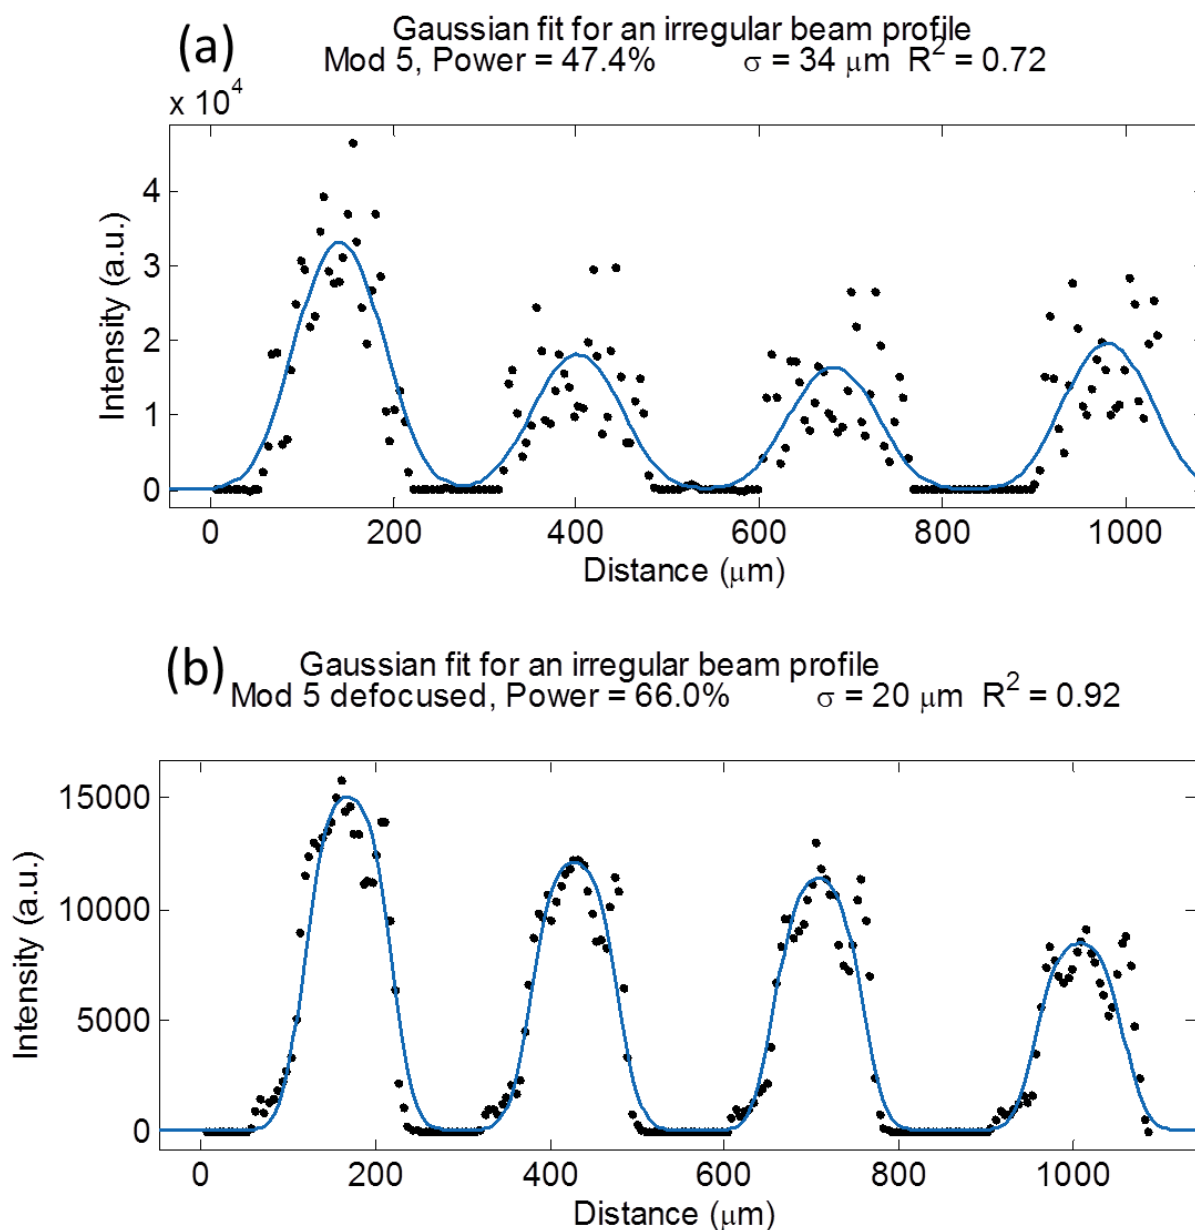 (a)
Gaussian fit for an irregular beam profile
Mod 5, Power = 47.4% σ = 34 μm R² = 0.72
x 10⁴
Intensity (a.u.)
4
3
2
1
0
0 200 400 600 800 1000
Distance (μm)
(b)
Gaussian fit for an irregular beam profile
Mod 5 defocused, Power = 66.0% σ = 20 μm R² = 0.92
Intensity (a.u.)
15000
10000
5000
0
0 200 400 600 800 1000
Distance (μm)